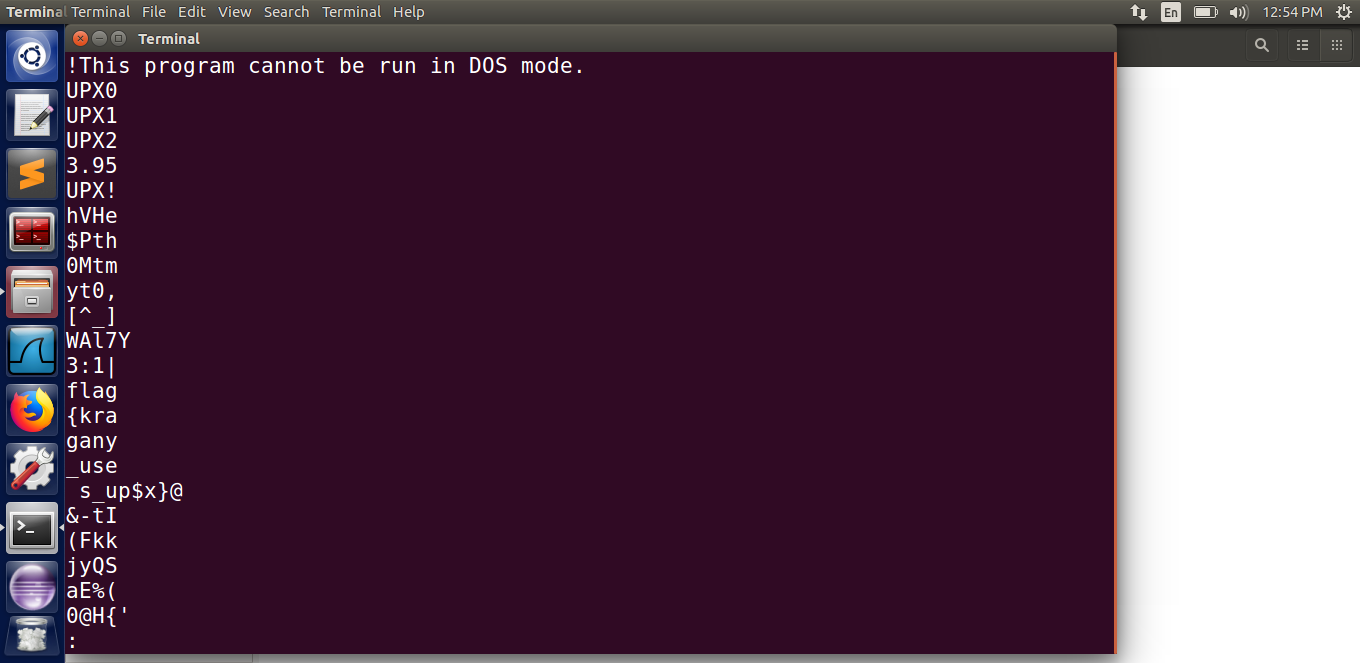 Terminal Terminal File Edit View Search Terminal Help En 12:54 PM
Terminal
!This program cannot be run in DOS mode.
UPX0
UPX1
UPX2
3.95
UPX!
hVHe
$Pth
0Mtm
yt0,
[^_]
WAl7Y
3:1|
flag
{kra
gany
_use
 s_up$x}@
&-tI
(Fkk
jyQS
aE%(
0@H{'
: